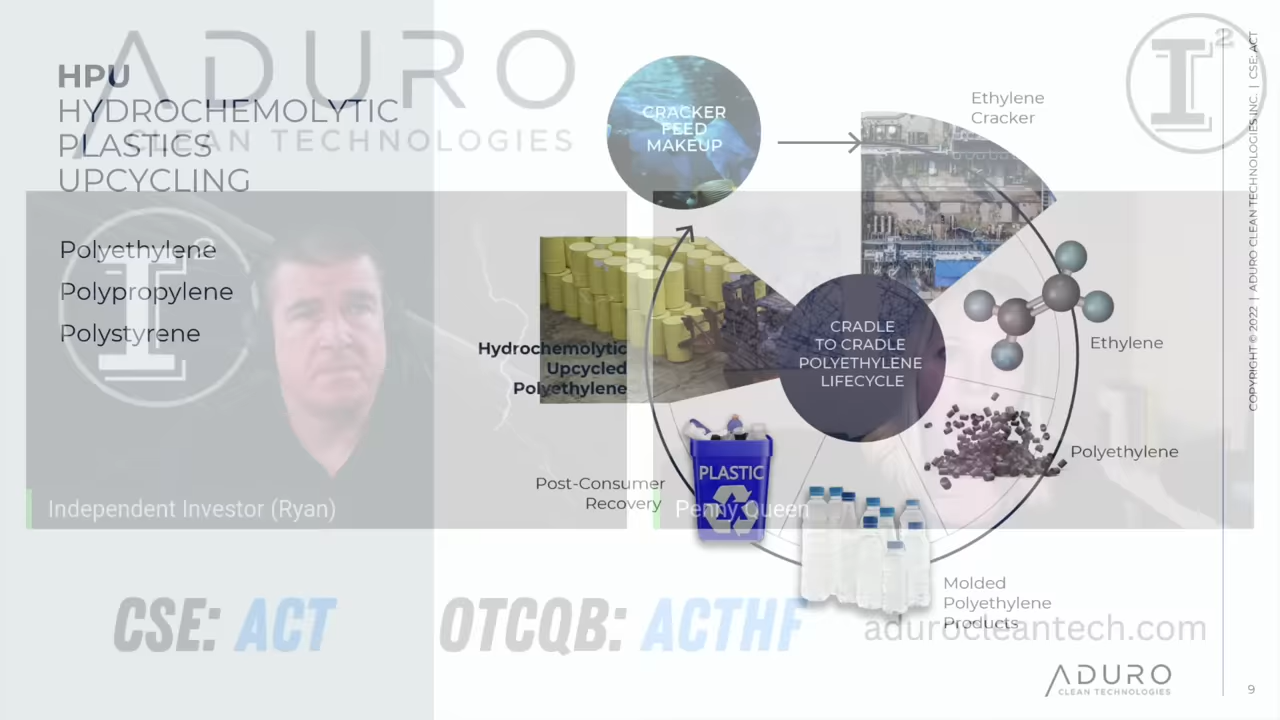 ADURO
CLEAN TECHNOLOGIES
HPU
HYDROCHEMOLYTIC
PLASTICS
UPCYCLING
Polyethylene
Polypropylene
Polystyrene
CRACKER
FEED
MAKEUP
Ethylene
Cracker
I2
CRADLE
TO CRADLE
POLYETHYLENE
LIFECYCLE
Ethylene
Hydrochemolytic
Upcycled
Polyethylene
Polyethylene
Post-Consumer
Recovery
PLASTIC
Molded
Polyethylene
Products
Independent Investor (Ryan)
Penny Queen
CSE: ACT
OTCQB: ACTHF
adurocleantech.com
ADURO
CLEAN TECHNOLOGIES
COPYRIGHT © 2022 | ADURO CLEAN TECHNOLOGIES INC. | CSE: ACT
9